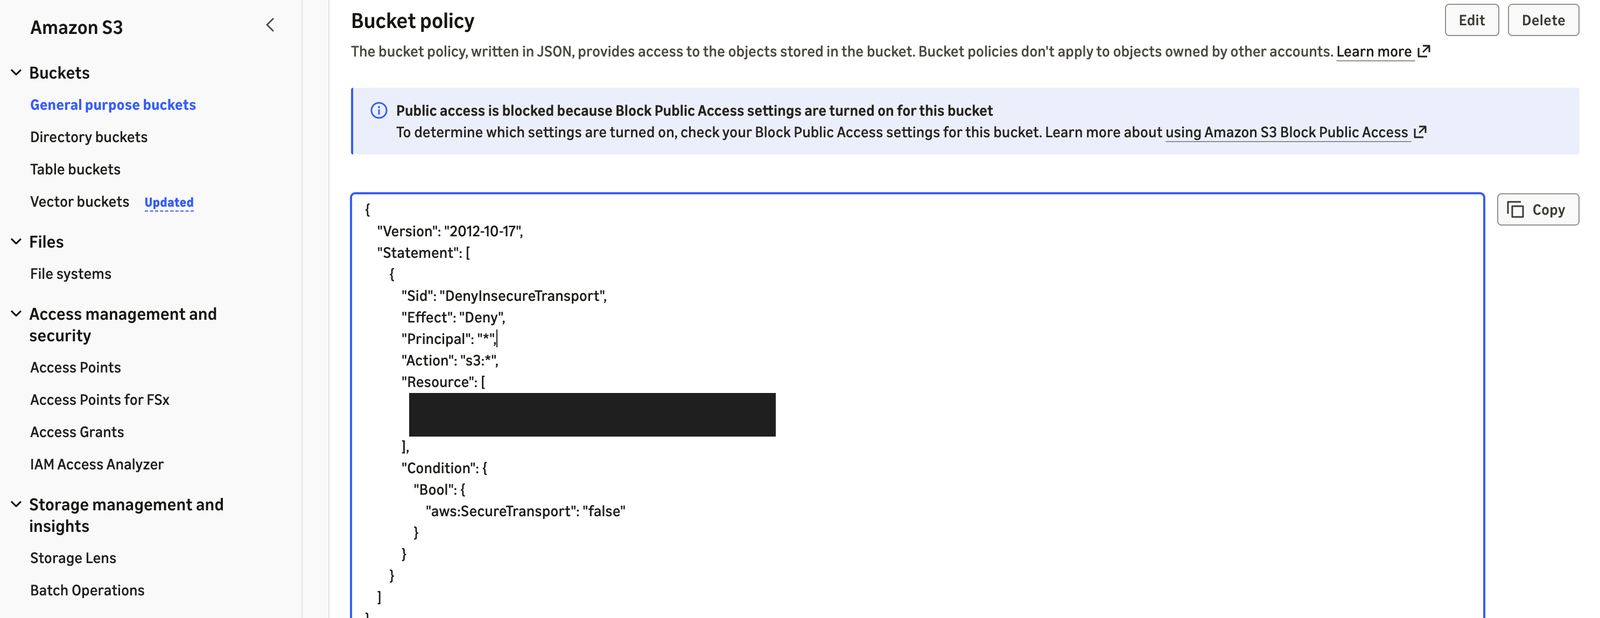 Amazon S3
Buckets
General purpose buckets
Directory buckets
Table buckets
Vector buckets Updated
Files
File systems
Access management and
security
Access Points
Access Points for FSx
Access Grants
IAM Access Analyzer
Storage management and
insights
Storage Lens
Batch Operations
Bucket policy
Edit
Delete
The bucket policy, written in JSON, provides access to the objects stored in the bucket. Bucket policies don't apply to objects owned by other accounts. Learn more
Public access is blocked because Block Public Access settings are turned on for this bucket
To determine which settings are turned on, check your Block Public Access settings for this bucket. Learn more about using Amazon S3 Block Public Access
Copy
{
"Version": "2012-10-17",
"Statement": [
{
"Sid": "DenyInsecureTransport",
"Effect": "Deny",
"Principal": "*",
"Action": "s3:*",
"Resource": [
],
"Condition": {
"Bool": {
"aws:SecureTransport": "false"
}
}
}
]
}